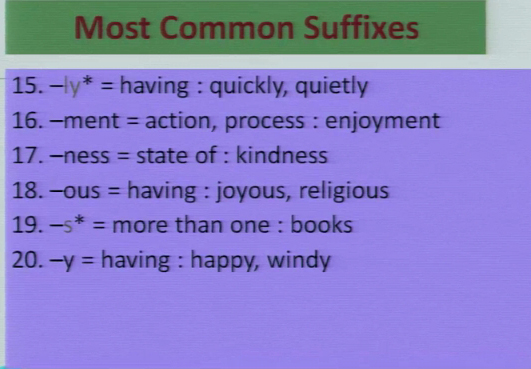 Most Common Suffixes
15. –ly* = having : quickly, quietly
16. –ment = action, process : enjoyment
17. –ness = state of : kindness
18. –ous = having : joyous, religious
19. –s* = more than one : books
20. –y = having : happy, windy